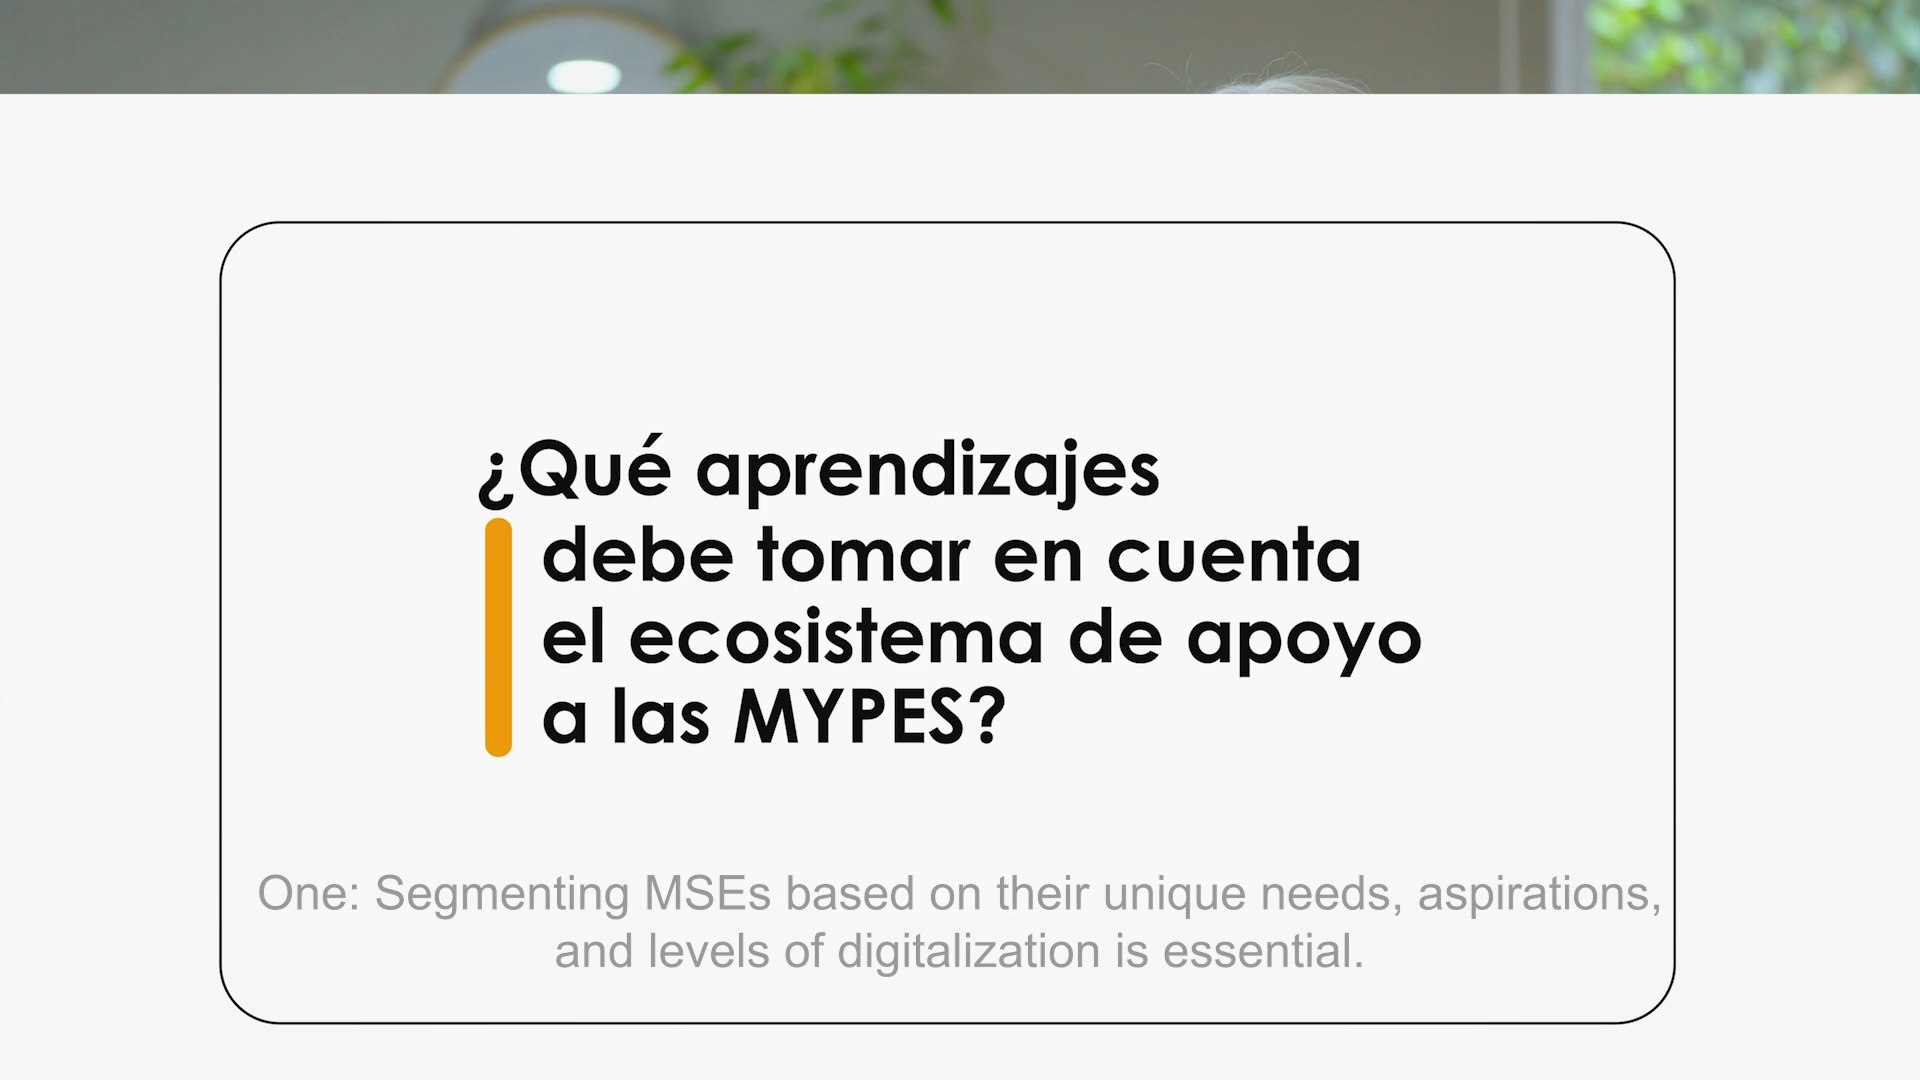 ¿Qué aprendizajes
debe tomar en cuenta
el ecosistema de apoyo
a las MYPES?
One: Segmenting MSEs based on their unique needs, aspirations,
and levels of digitalization is essential.